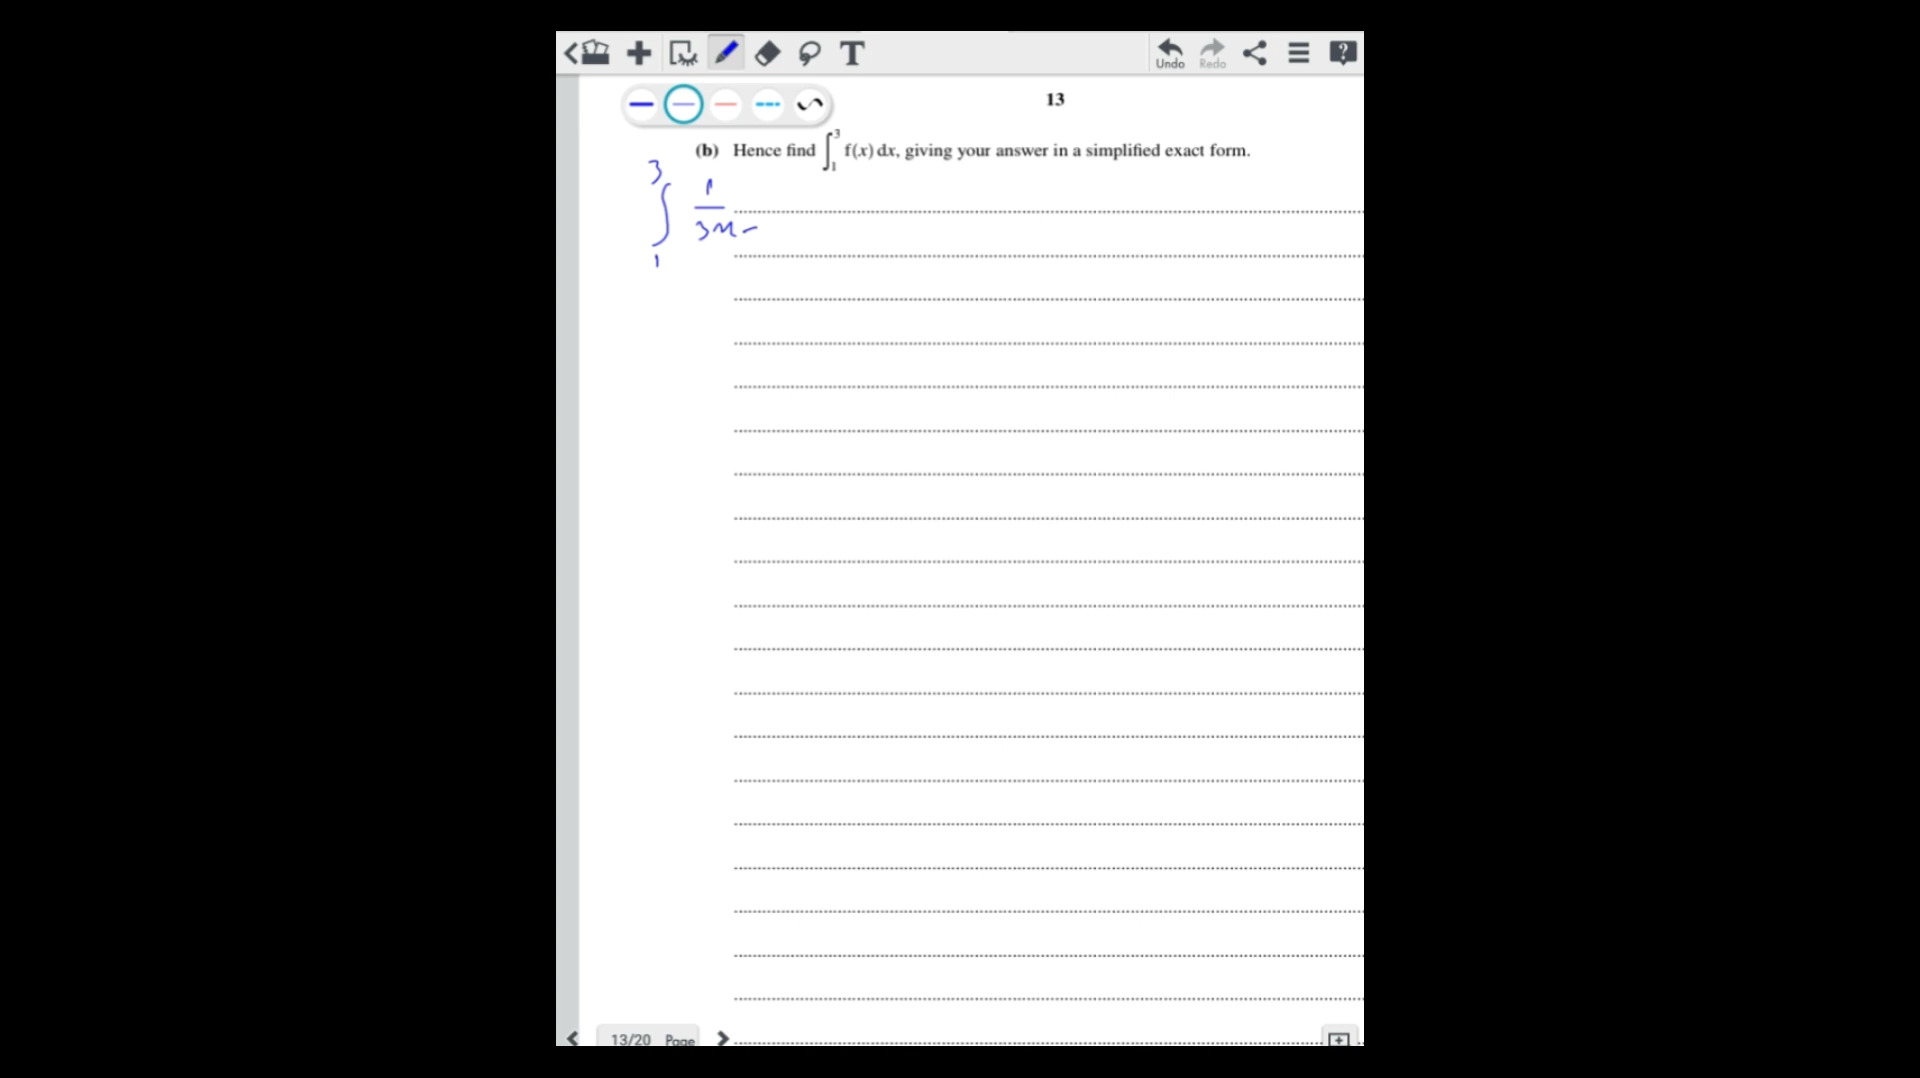 Undo Redo
13
(b) Hence find ∫₁³ f(x) dx, giving your answer in a simplified exact form.
3
∫ 1
3x-
1
13/20 Page